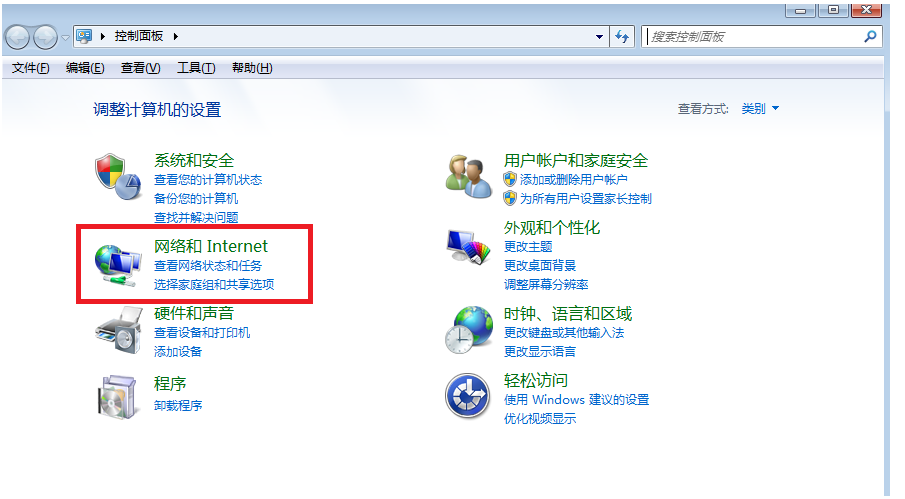 控制面板
搜索控制面板
文件(F) 编辑(E) 查看(V) 工具(T) 帮助(H)
调整计算机的设置
查看方式: 类别
系统和安全
查看您的计算机状态
备份您的计算机
查找并解决问题
网络和 Internet
查看网络状态和任务
选择家庭组和共享选项
硬件和声音
查看设备和打印机
添加设备
程序
卸载程序
用户帐户和家庭安全
添加或删除用户帐户
为所有用户设置家长控制
外观和个性化
更改主题
更改桌面背景
调整屏幕分辨率
时钟、语言和区域
更改键盘或其他输入法
更改显示语言
轻松访问
使用 Windows 建议的设置
优化视频显示